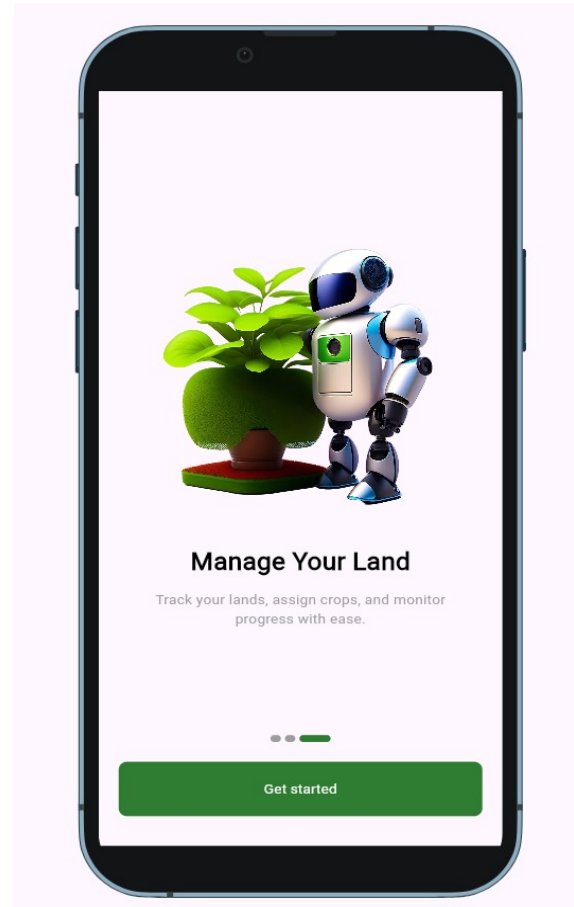 Manage Your Land
Track your lands, assign crops, and monitor
progress with ease.
Get started